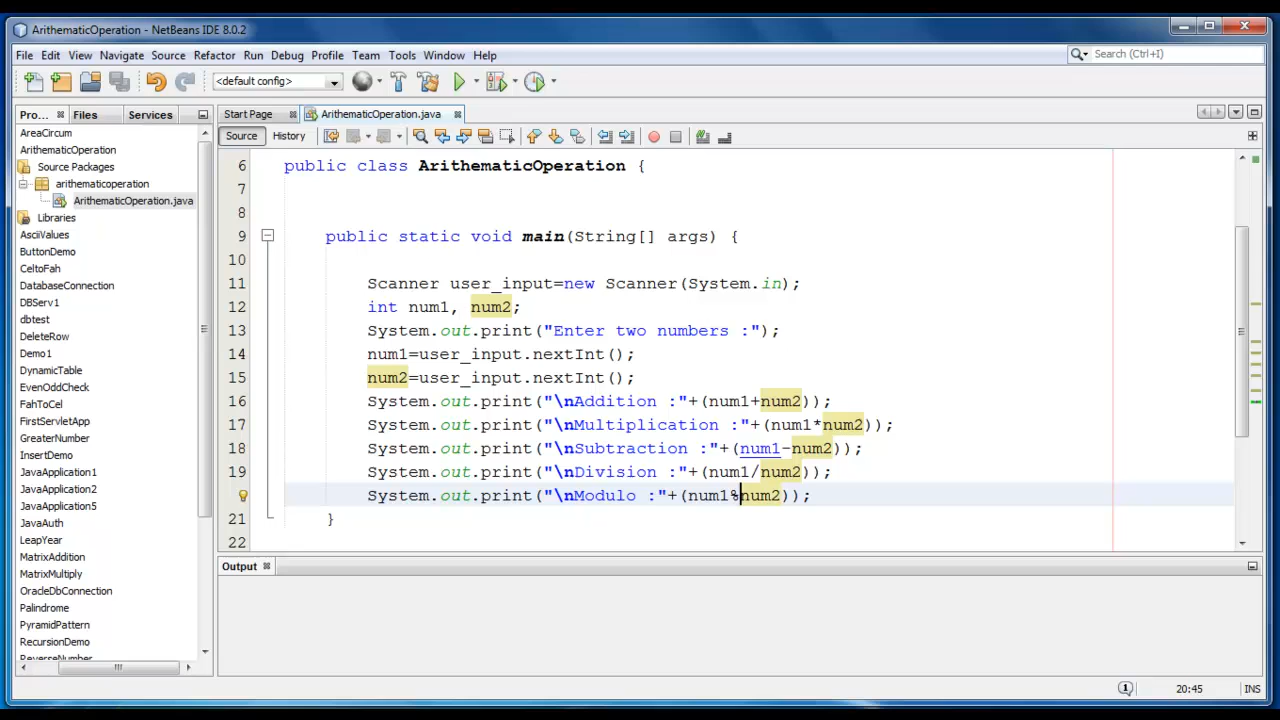 ArithematicOperation - NetBeans IDE 8.0.2
File Edit View Navigate Source Refactor Run Debug Profile Team Tools Window Help
Search (Ctrl+I)
<default config>
Pro... Files Services
Start Page ArithematicOperation.java
Source History
AreaCircum
ArithematicOperation
Source Packages
arithematicoperation
ArithematicOperation.java
Libraries
AsciiValues
ButtonDemo
CeltoFah
DatabaseConnection
DBServ1
dbtest
DeleteRow
Demo1
DynamicTable
EvenOddCheck
FahToCel
FirstServletApp
GreaterNumber
InsertDemo
JavaApplication1
JavaApplication2
JavaApplication5
JavaAuth
LeapYear
MatrixAddition
MatrixMultiply
OracleDbConnection
Palindrome
PyramidPattern
RecursionDemo
ReverseNumber
6 public class ArithematicOperation {
7
8
9 public static void main(String[] args) {
10
11 Scanner user_input=new Scanner(System.in);
12 int num1, num2;
13 System.out.print("Enter two numbers :");
14 num1=user_input.nextInt();
15 num2=user_input.nextInt();
16 System.out.print("\nAddition :"+(num1+num2));
17 System.out.print("\nMultiplication :"+(num1*num2));
18 System.out.print("\nSubtraction :"+(num1-num2));
19 System.out.print("\nDivision :"+(num1/num2));
System.out.print("\nModulo :"+(num1%num2));
21 }
22
Output
1 20:45 INS